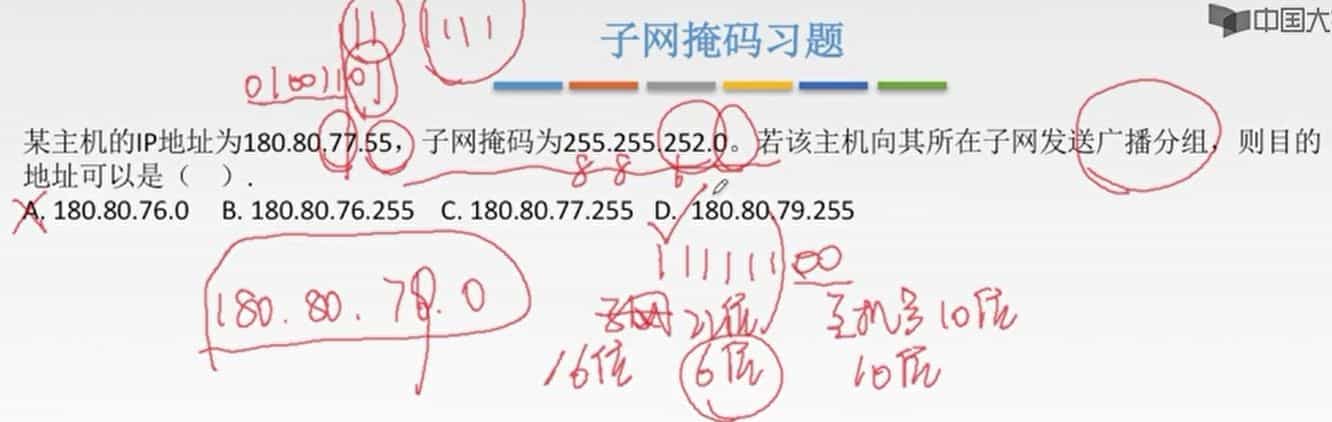 中国大
子网掩码习题
11 111
01001101
某主机的IP地址为180.80.77.55，子网掩码为255.255.252.0。若该主机向其所在子网发送广播分组，则目的
8 8 6
地址可以是（ ）.
A. 180.80.76.0 B. 180.80.76.255 C. 180.80.77.255 D. 180.80.79.255
111111 00
180.80.
.0
主机号10位
16位 6位 10位